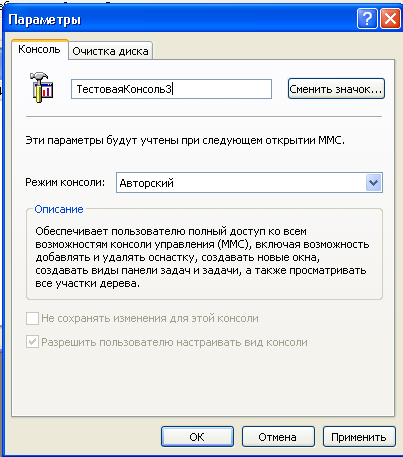 Параметры
Консоль
Очистка диска
ТестоваяКонсоль3
Сменить значок...
Эти параметры будут учтены при следующем открытии MMC.
Режим консоли:
Авторский
Описание
Обеспечивает пользователю полный доступ ко всем
возможностям консоли управления (MMC), включая возможность
добавлять и удалять оснастку, создавать новые окна,
создавать виды панели задач и задачи, а также просматривать
все участки дерева.
Не сохранять изменения для этой консоли
Разрешить пользователю настраивать вид консоли
ОК
Отмена
Применить